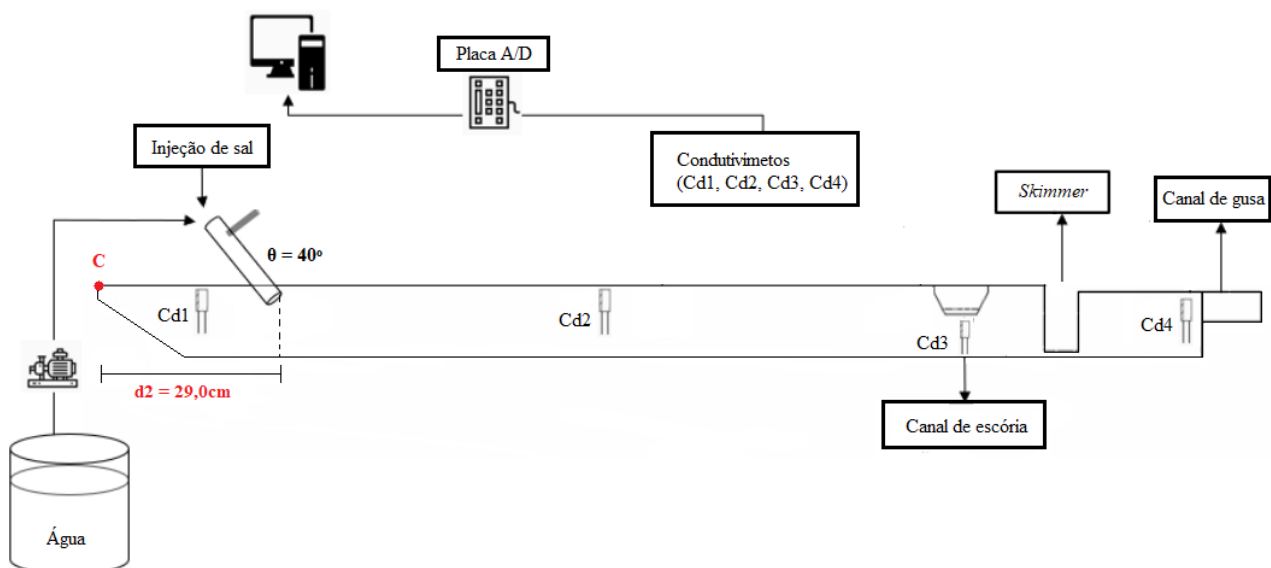 Placa A/D
Injeção de sal
Condutivimetos
(Cd1, Cd2, Cd3, Cd4)
Skimmer
Canal de gusa
θ = 40º
C
Cd1
Cd2
Cd3
Cd4
d2 = 29,0cm
Canal de escória
Água